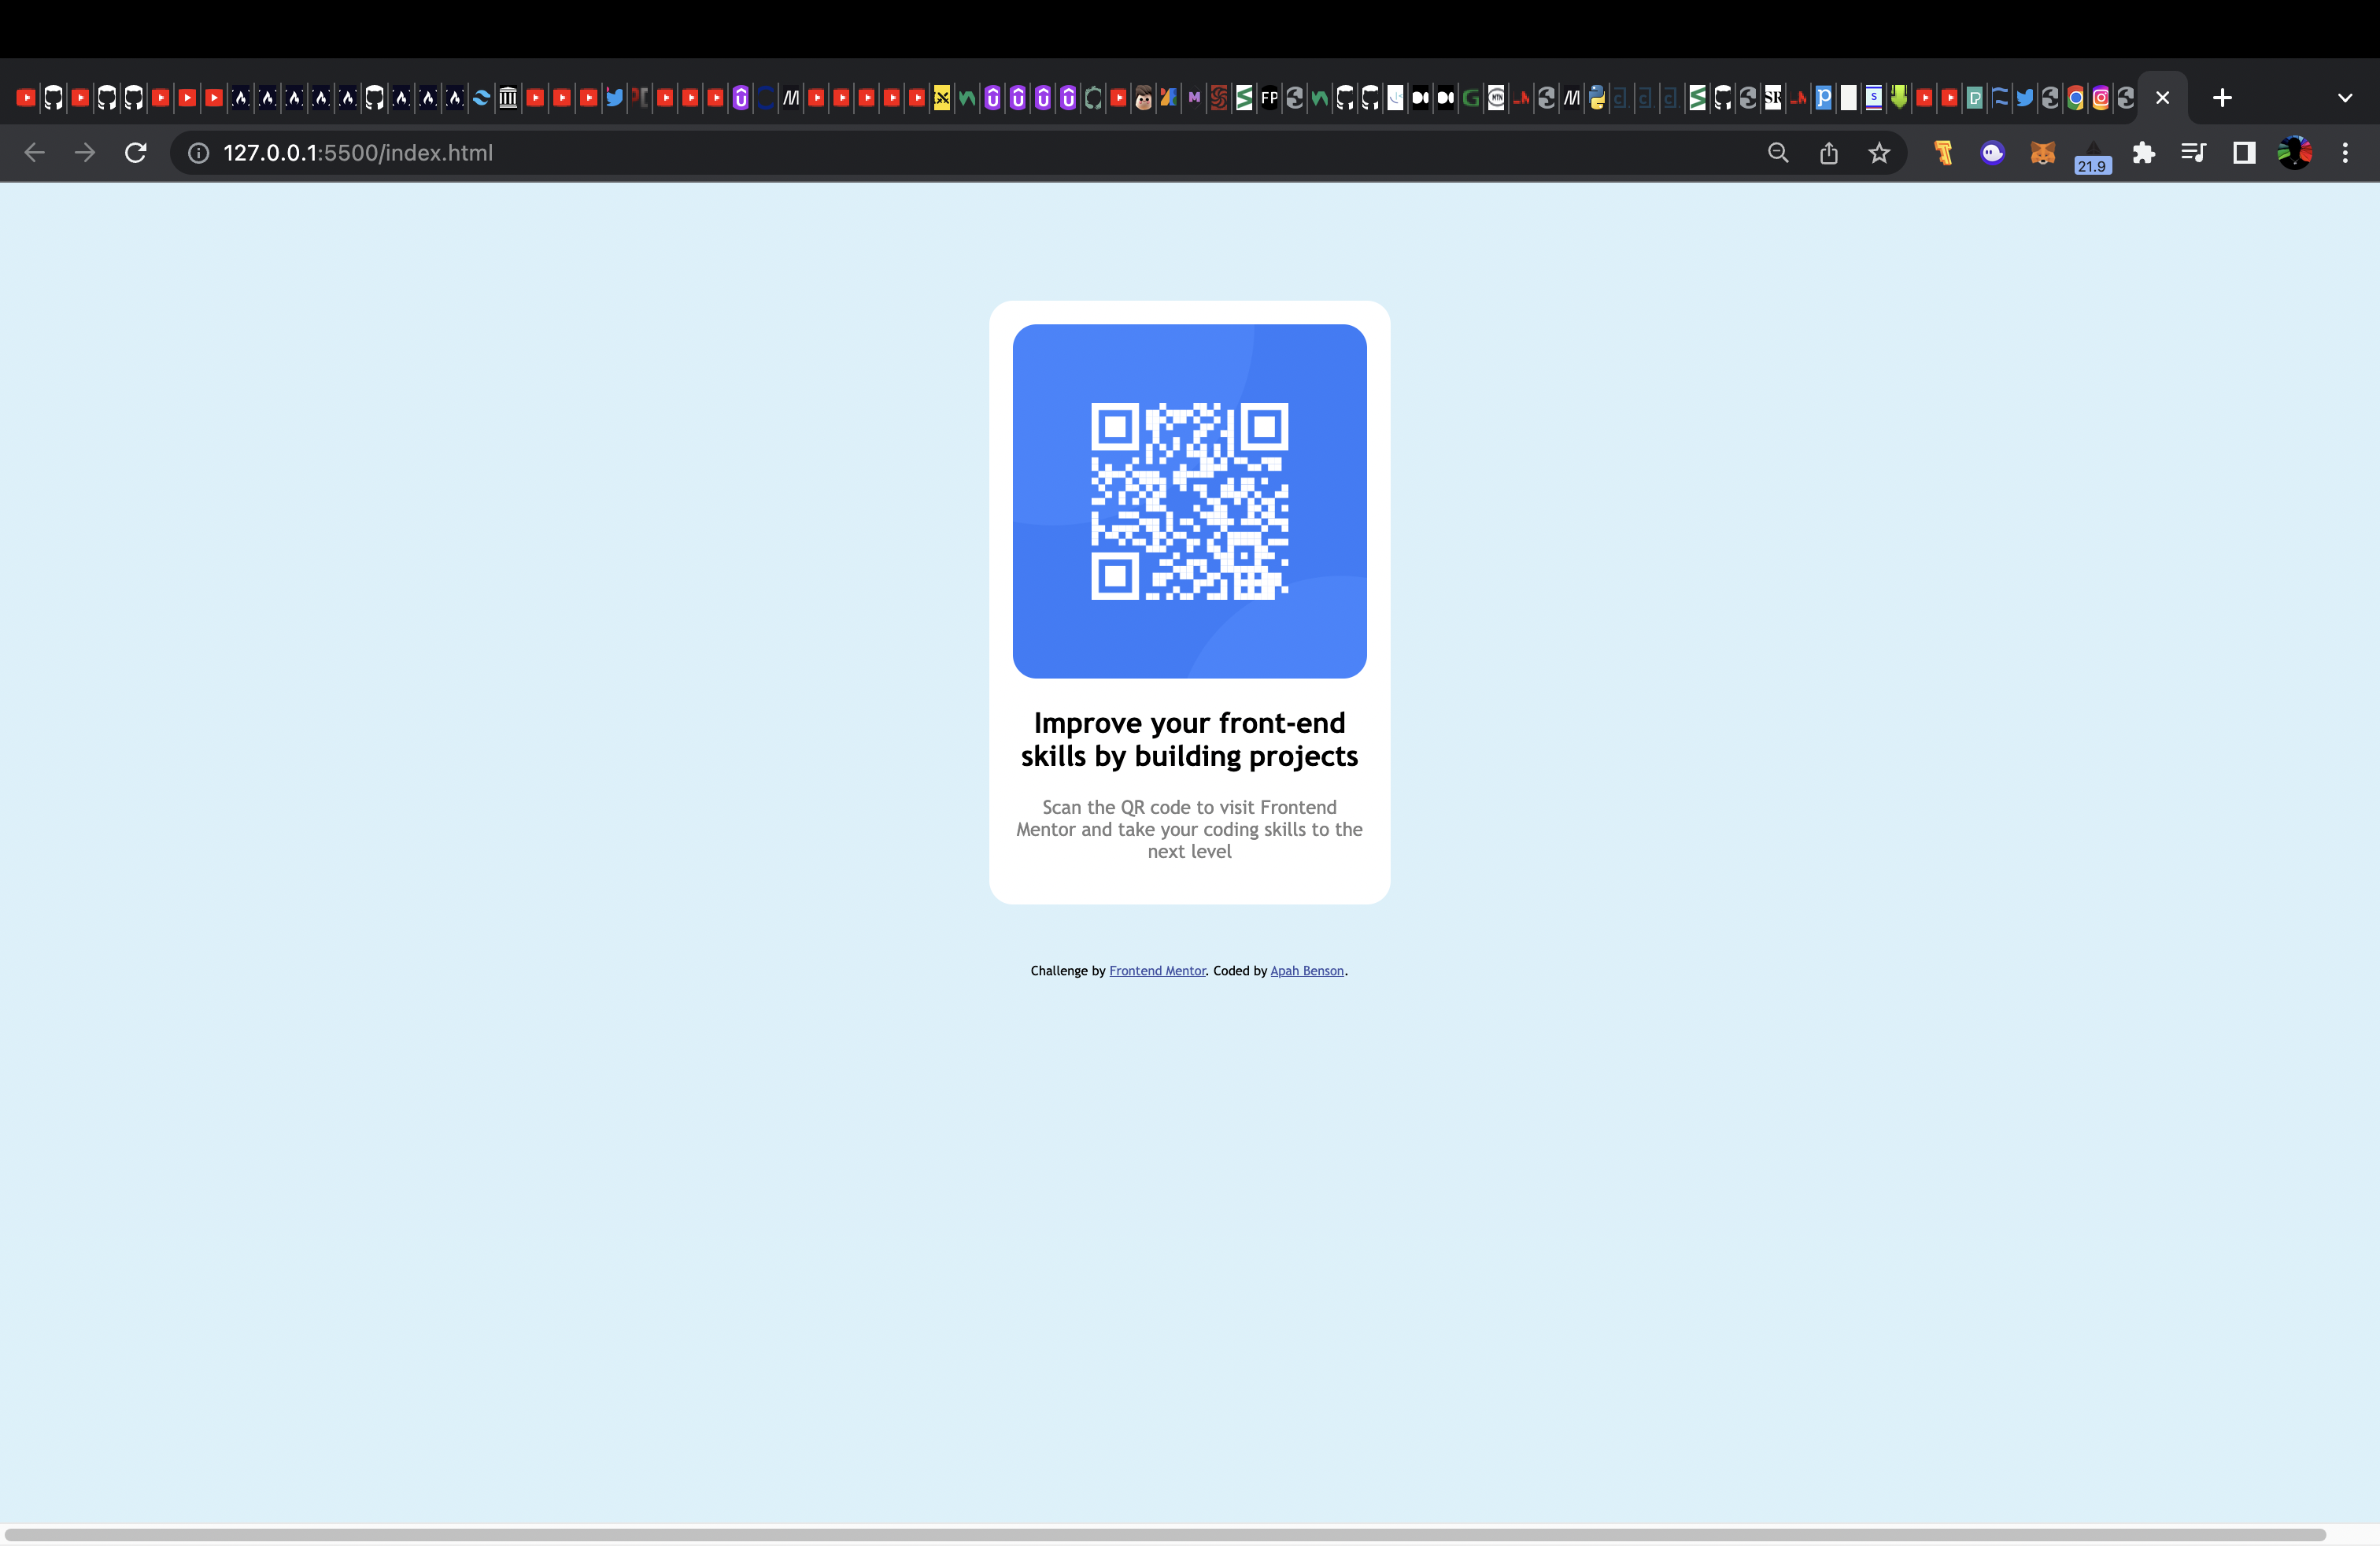 127.0.0.1:5500/index.html
21.9
Improve your front-end
skills by building projects
Scan the QR code to visit Frontend
Mentor and take your coding skills to the
next level
Challenge by Frontend Mentor. Coded by Apah Benson.